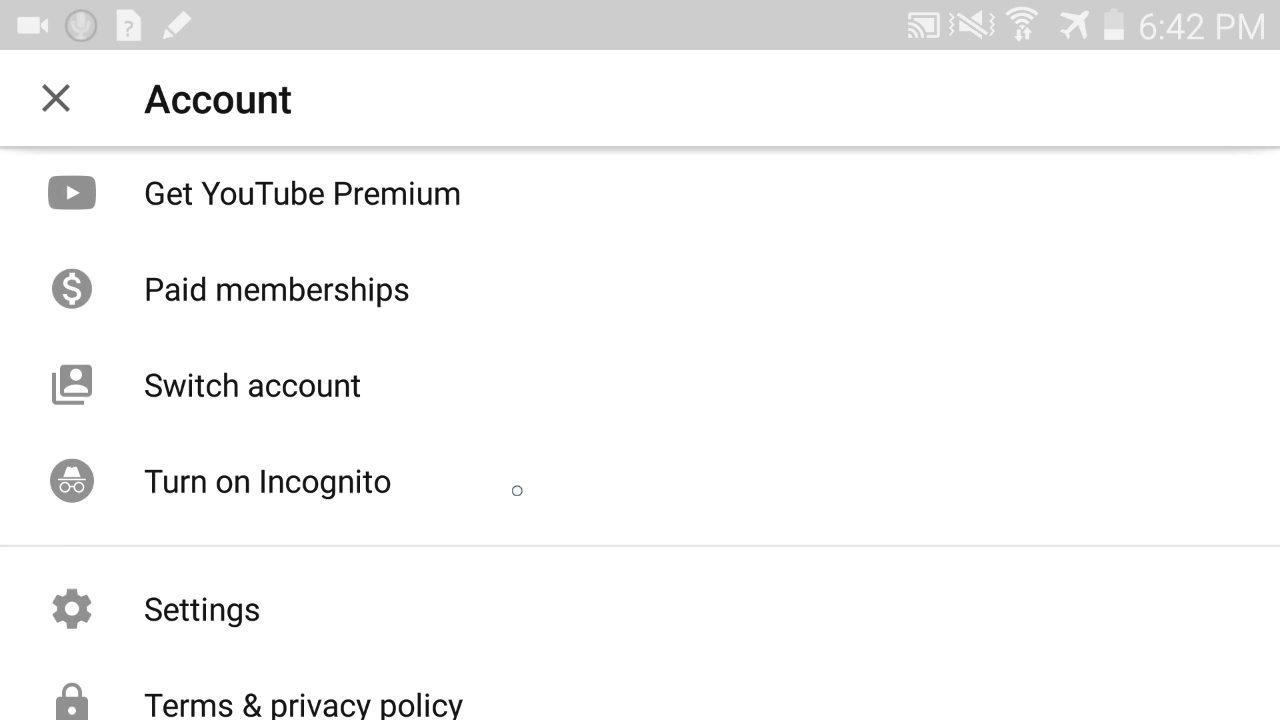 6:42 PM
Account
Get YouTube Premium
Paid memberships
Switch account
Turn on Incognito
Settings
Terms & privacy policy